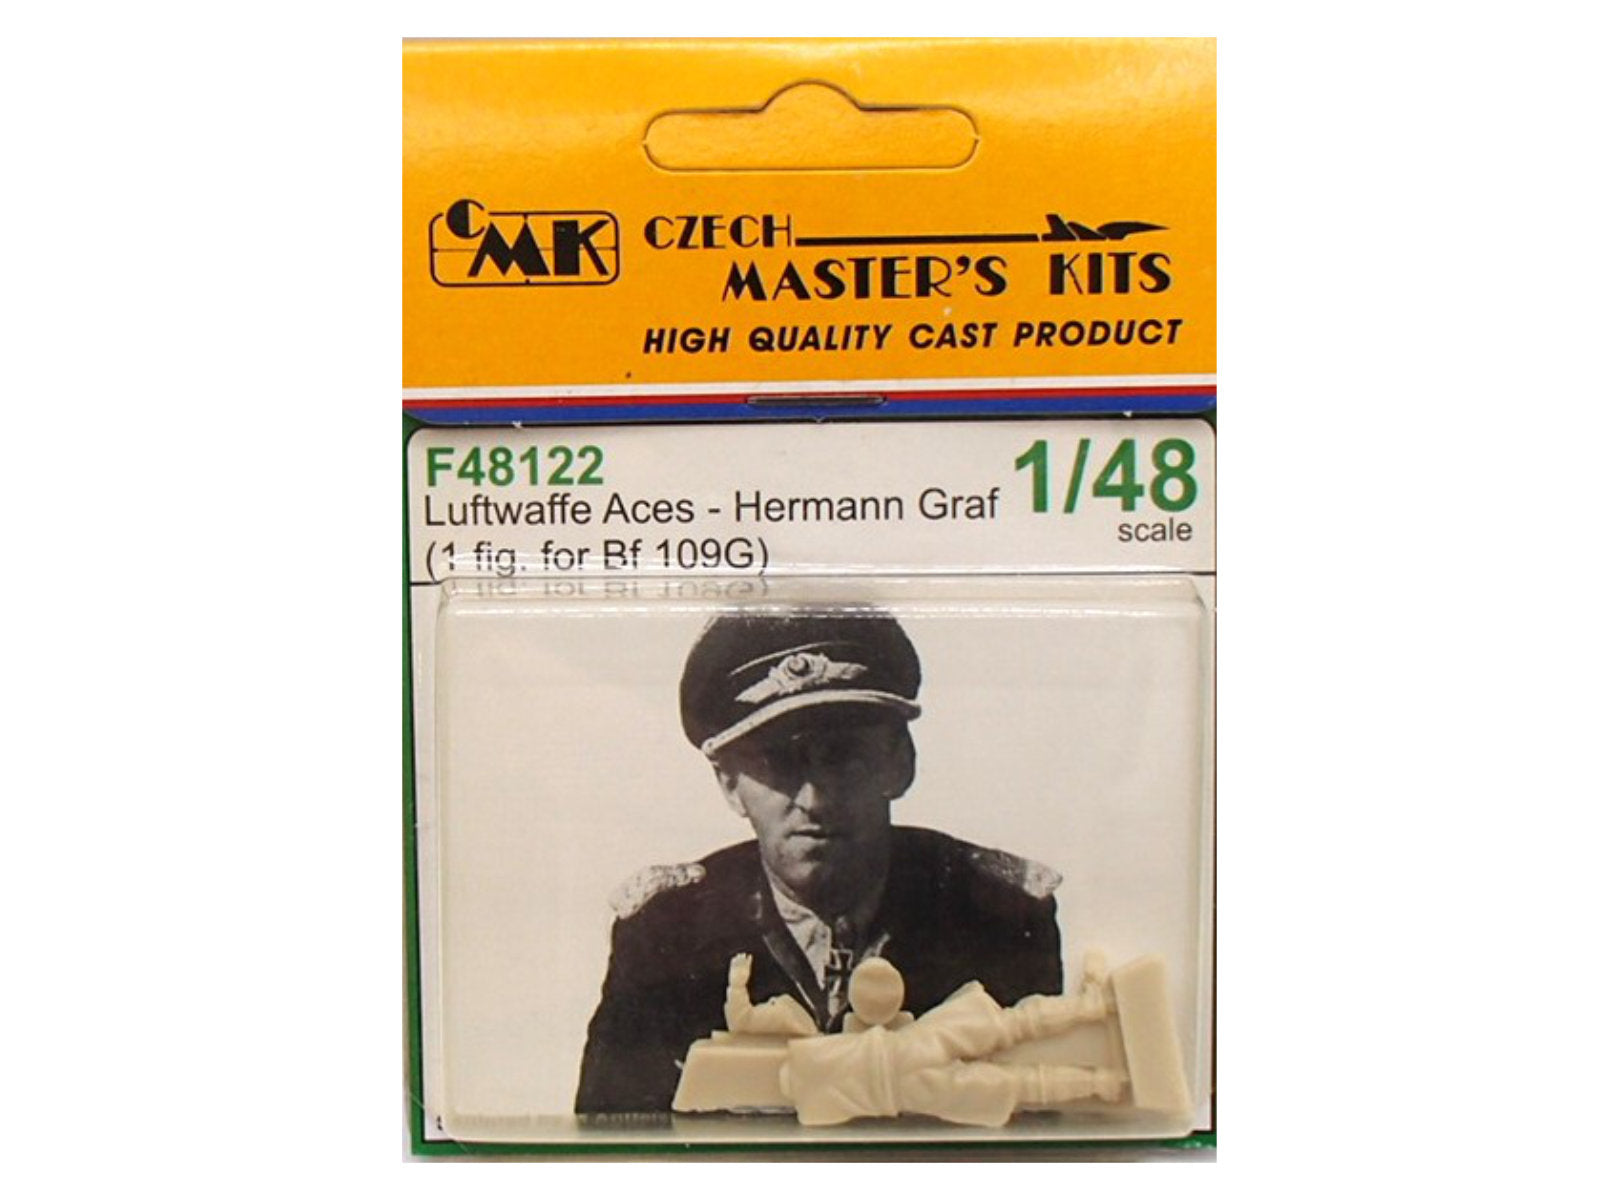 CMK
CZECH
MASTER'S KITS
HIGH QUALITY CAST PRODUCT
F48122
1/48
Luftwaffe Aces - Hermann Graf
scale
(1 fig. for Bf 109G)